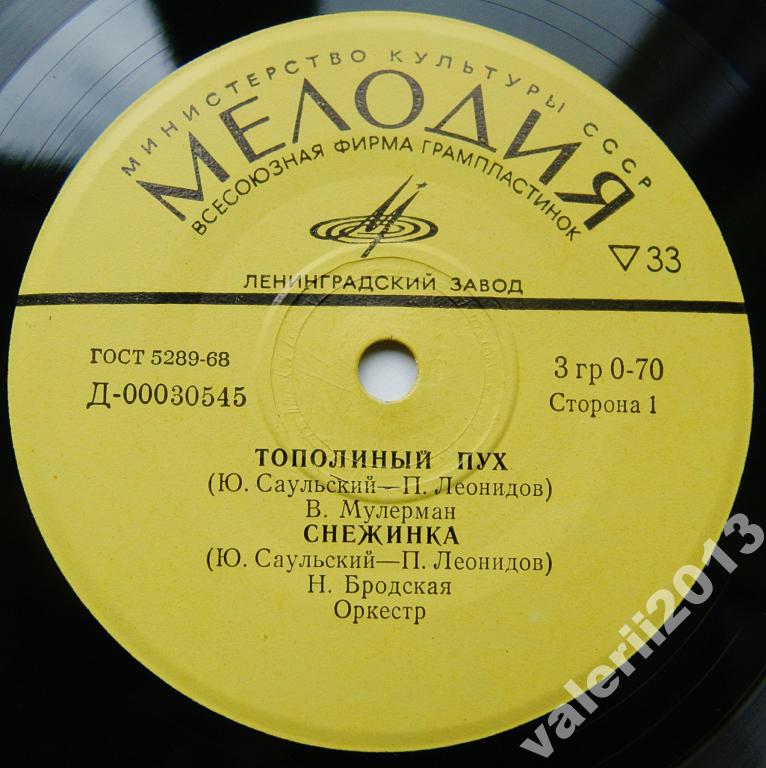 МИНИСТЕРСТВО КУЛЬТУРЫ СССР
МЕЛОДИЯ
ВСЕСОЮЗНАЯ ФИРМА ГРАМПЛАСТИНОК
33
ЛЕНИНГРАДСКИЙ ЗАВОД
ГОСТ 5289-68
3 гр 0-70
Д-00030545
Сторона 1
ТОПОЛИНЫЙ ПУХ
(Ю. Саульский—П. Леонидов)
В. Мулерман
СНЕЖИНКА
(Ю. Саульский—П. Леонидов)
Н. Бродская
Оркестр
valerii2013